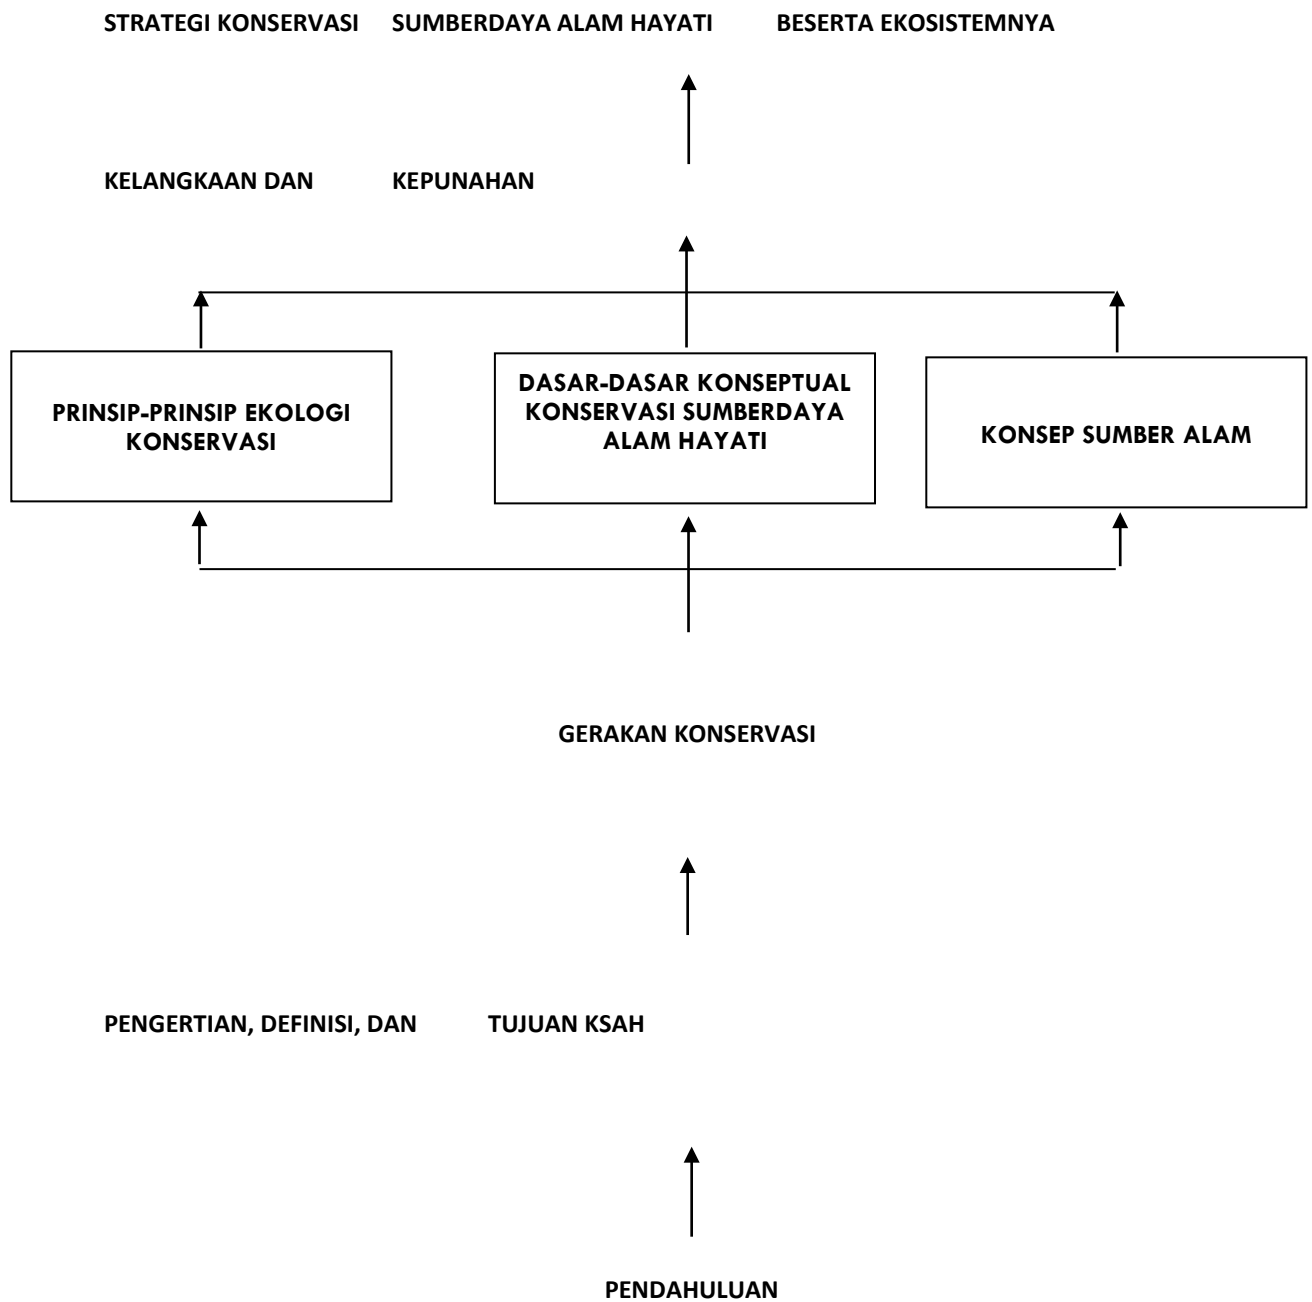 STRATEGI KONSERVASI SUMBERDAYA ALAM HAYATI BESERTA EKOSISTEMNYA
KELANGKAAN DAN KEPUNAHAN
PRINSIP-PRINSIP EKOLOGI
KONSERVASI
DASAR-DASAR KONSEPTUAL
KONSERVASI SUMBERDAYA
ALAM HAYATI
KONSEP SUMBER ALAM
GERAKAN KONSERVASI
PENGERTIAN, DEFINISI, DAN TUJUAN KSAH
PENDAHULUAN